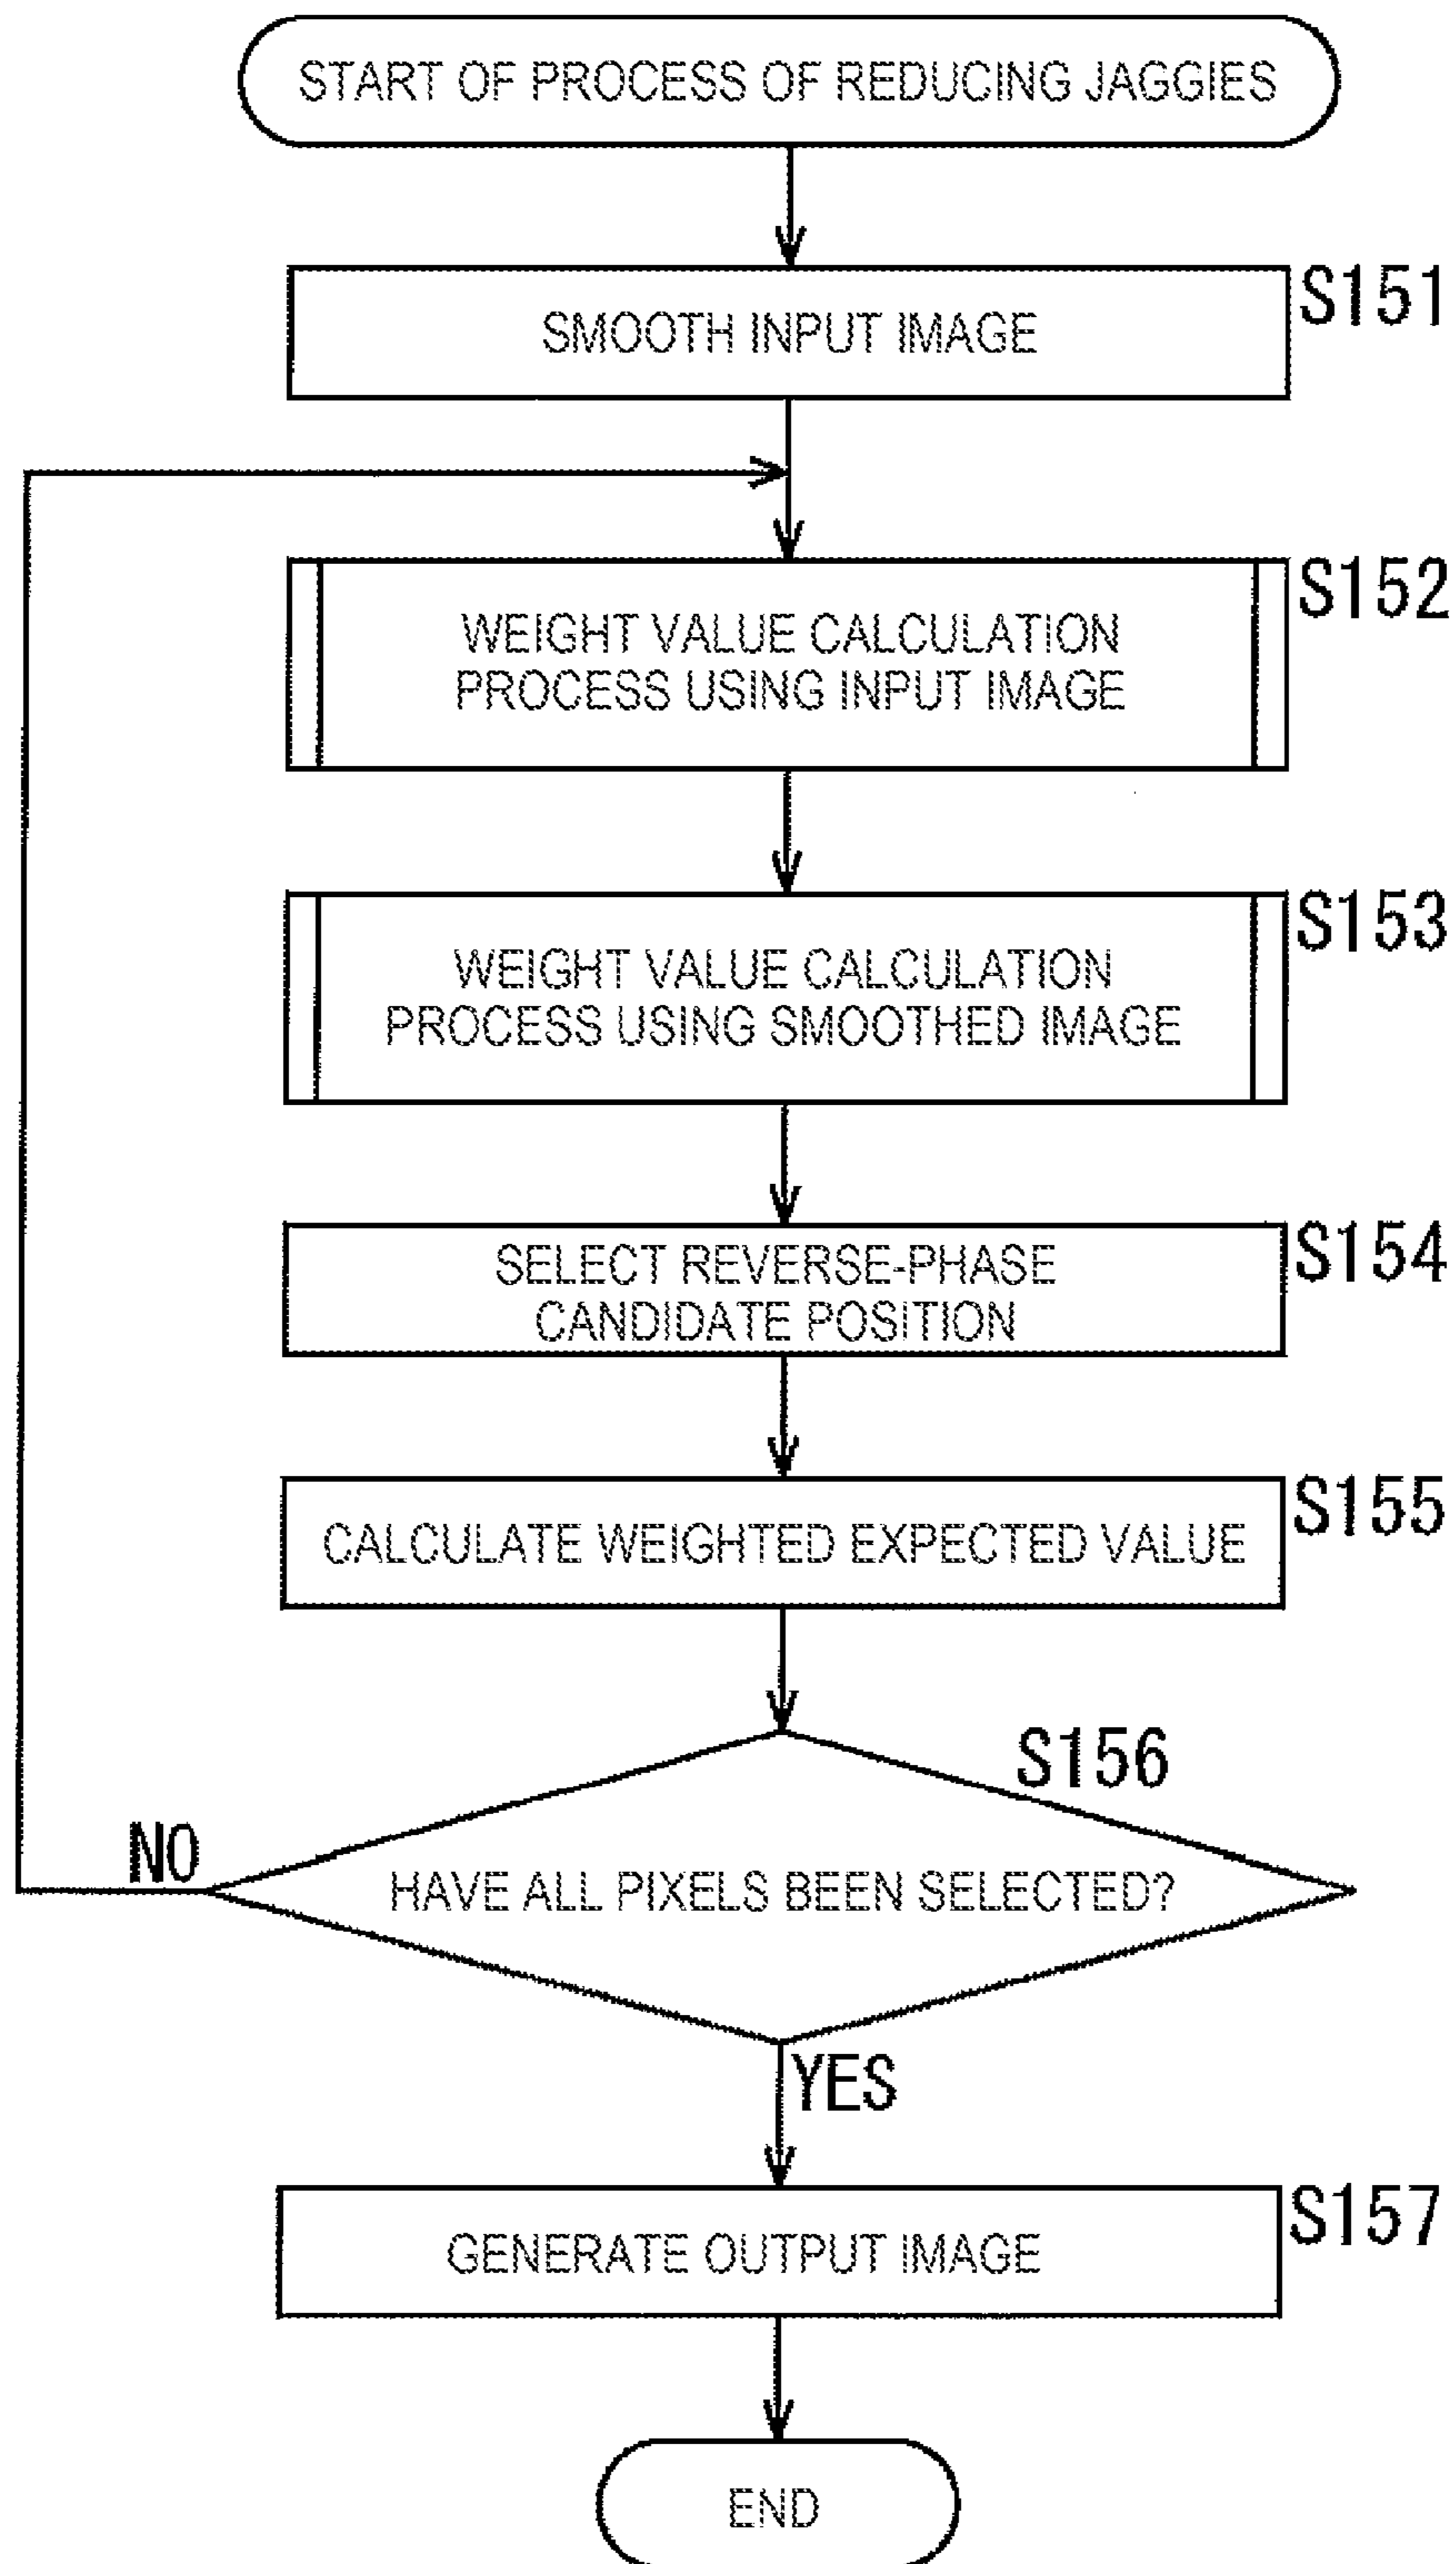 START OF PROCESS OF REDUCING JAGGIES
S151
SMOOTH INPUT IMAGE
S152
WEIGHT VALUE CALCULATION
PROCESS USING INPUT IMAGE
S153
WEIGHT VALUE CALCULATION
PROCESS USING SMOOTHED IMAGE
S154
SELECT REVERSE-PHASE
CANDIDATE POSITION
S155
CALCULATE WEIGHTED EXPECTED VALUE
S156
NO
HAVE ALL PIXELS BEEN SELECTED?
YES
S157
GENERATE OUTPUT IMAGE
END